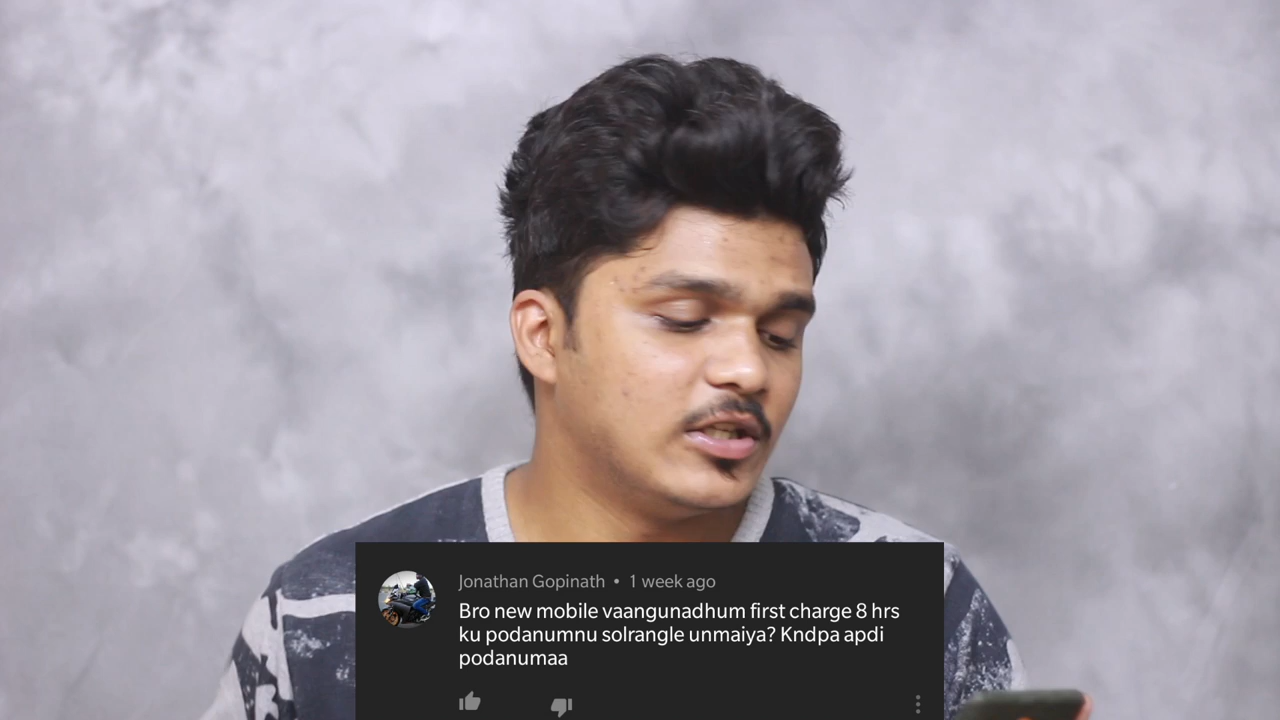 Jonathan Gopinath • 1 week ago
Bro new mobile vaangunadhum first charge 8 hrs
ku podanumnu solrangle unmaiya? Kndpa apdi
podanumaa